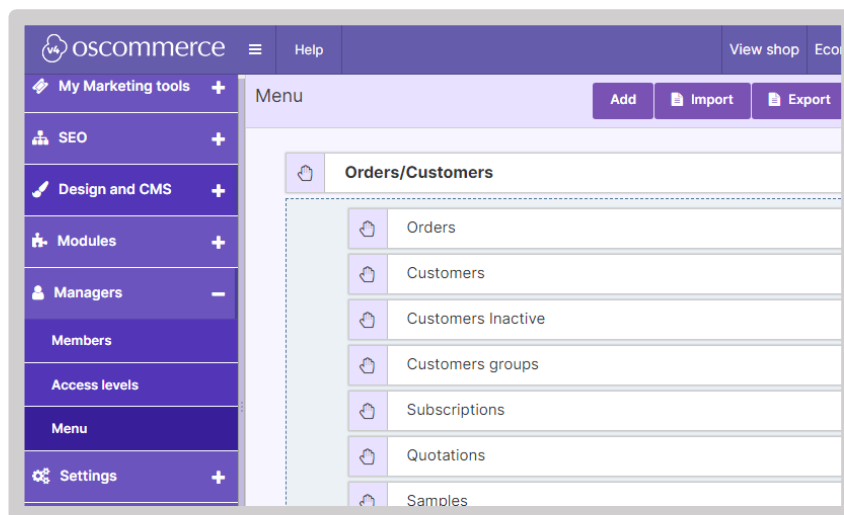 v4 oscommerce
Help
View shop
My Marketing tools
SEO
Design and CMS
Modules
Managers
Members
Access levels
Menu
Settings
Menu
Add
Import
Export
Orders/Customers
Orders
Customers
Customers Inactive
Customers groups
Subscriptions
Quotations
Samples